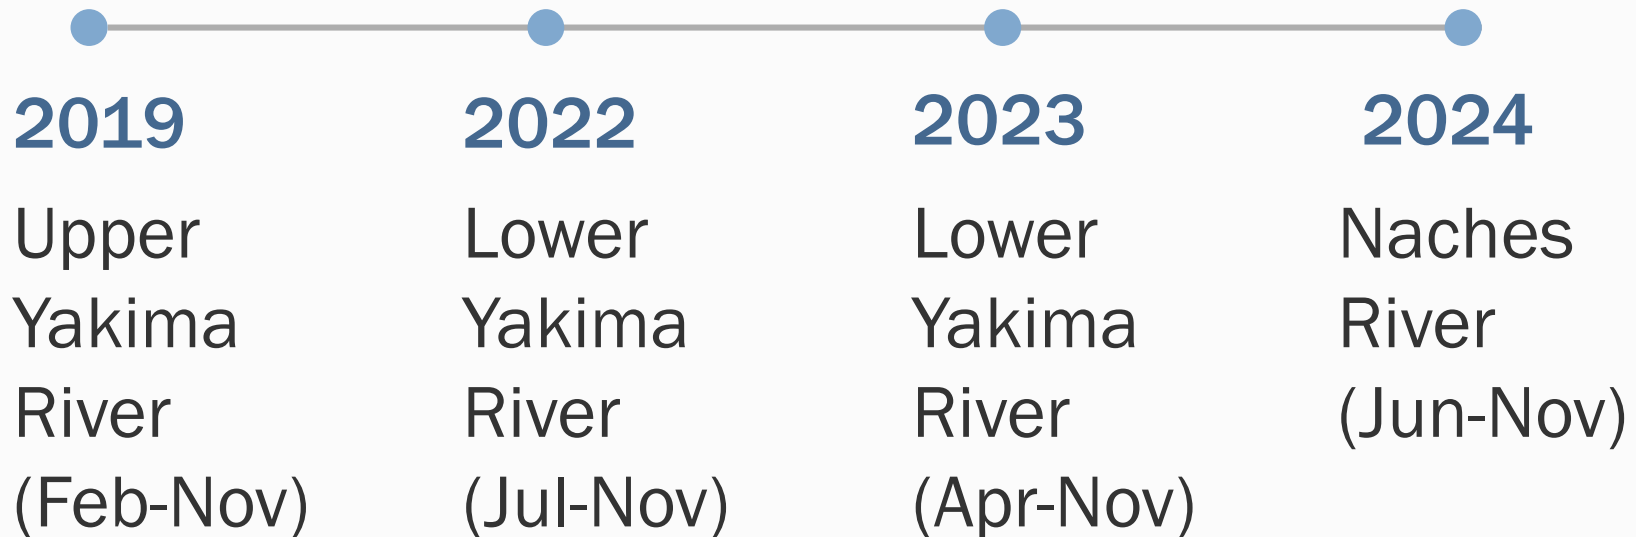 2019
Upper
Yakima
River
(Feb-Nov)
2022
Lower
Yakima
River
(Jul-Nov)
2023
Lower
Yakima
River
(Apr-Nov)
2024
Naches
River
(Jun-Nov)